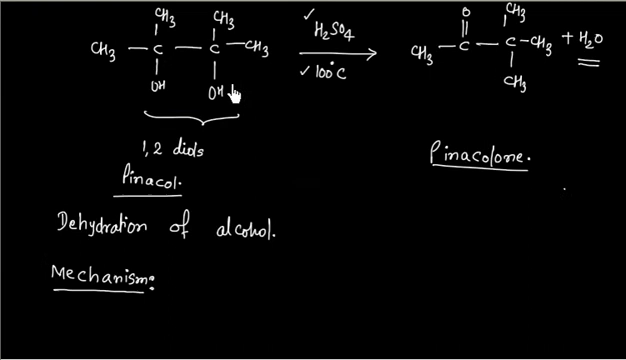 CH3 CH3 CH3
CH3 - C - C - CH3 ✓ H2SO4 O CH3
✓ 100°C CH3 - C - C - CH3 + H2O
OH OH CH3
1, 2 diols
Pinacol. Pinacolone.
Dehydration of alcohol.
Mechanism: